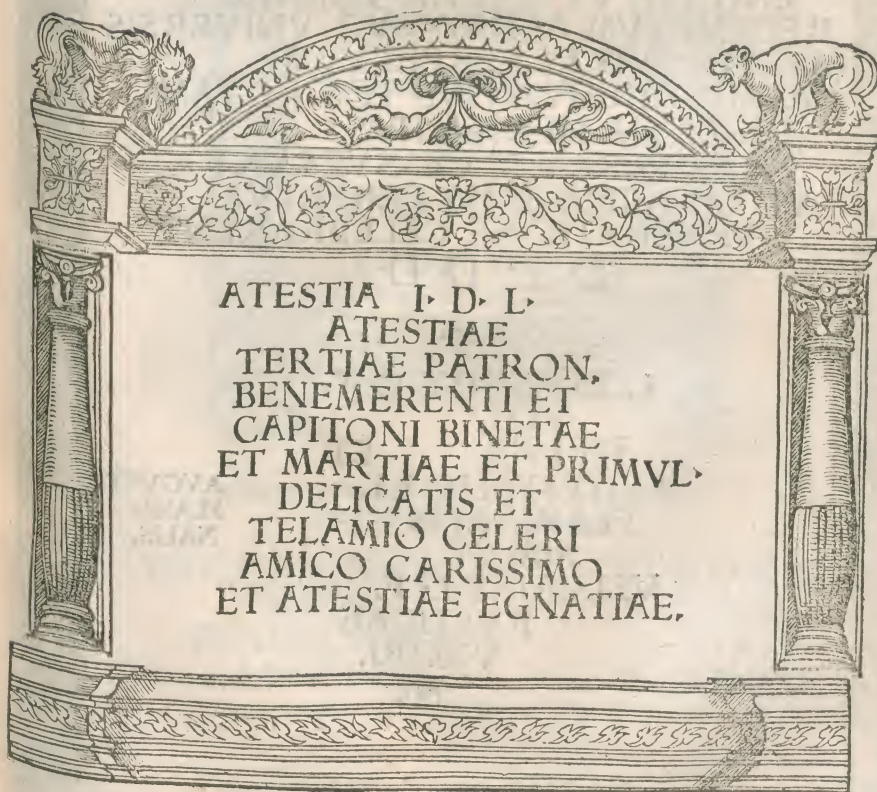 ATESTIA I· D· L·
ATESTIAE
TERTIAE PATRON,
BENEMERENTI ET
CAPITONI BINETAE
ET MARTIAE ET PRIMVL·
DELICATIS ET
TELAMIO CELERI
AMICO CARISSIMO
ET ATESTIAE EGNATIAE,